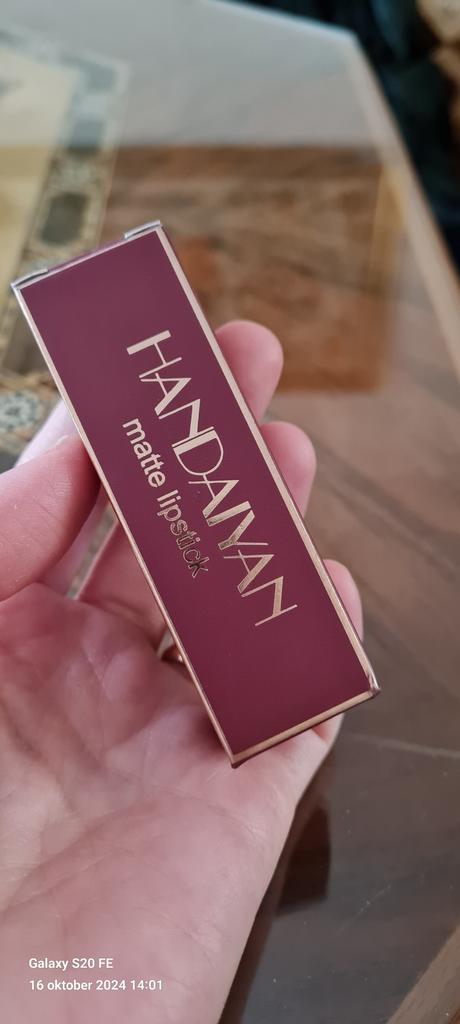 HANDAIYAN
matte lipstick
Galaxy S20 FE
16 oktober 2024 14:01